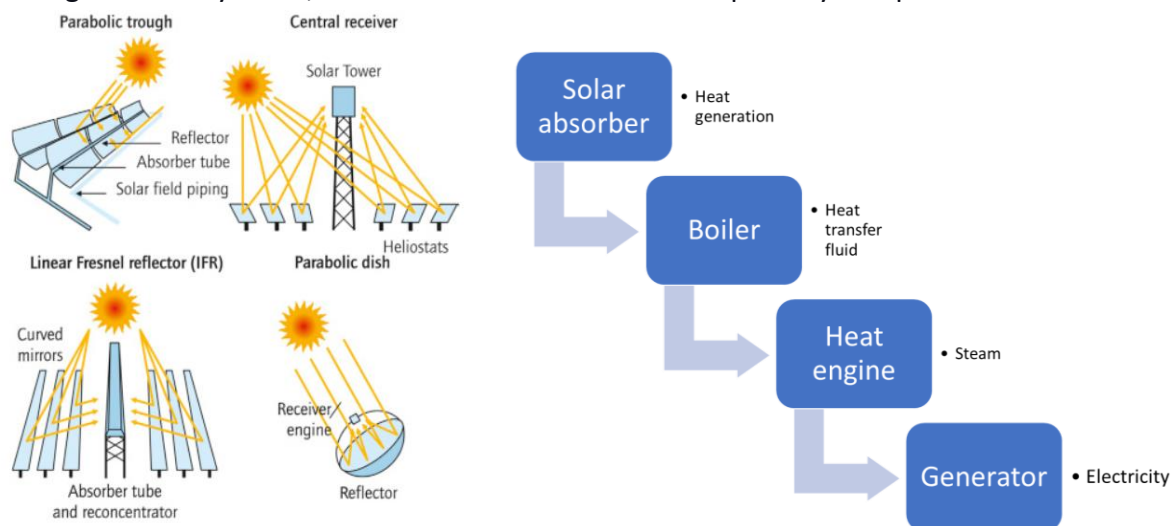 Parabolic trough
Reflector
Absorber tube
Solar field piping
Central receiver
Solar Tower
Heliostats
Linear Fresnel reflector (IFR)
Curved
mirrors
Absorber tube
and reconcentrator
Parabolic dish
Receiver/
engine
Reflector
Solar
absorber
• Heat
generation
Boiler
• Heat
transfer
fluid
Heat
engine
• Steam
Generator
• Electricity